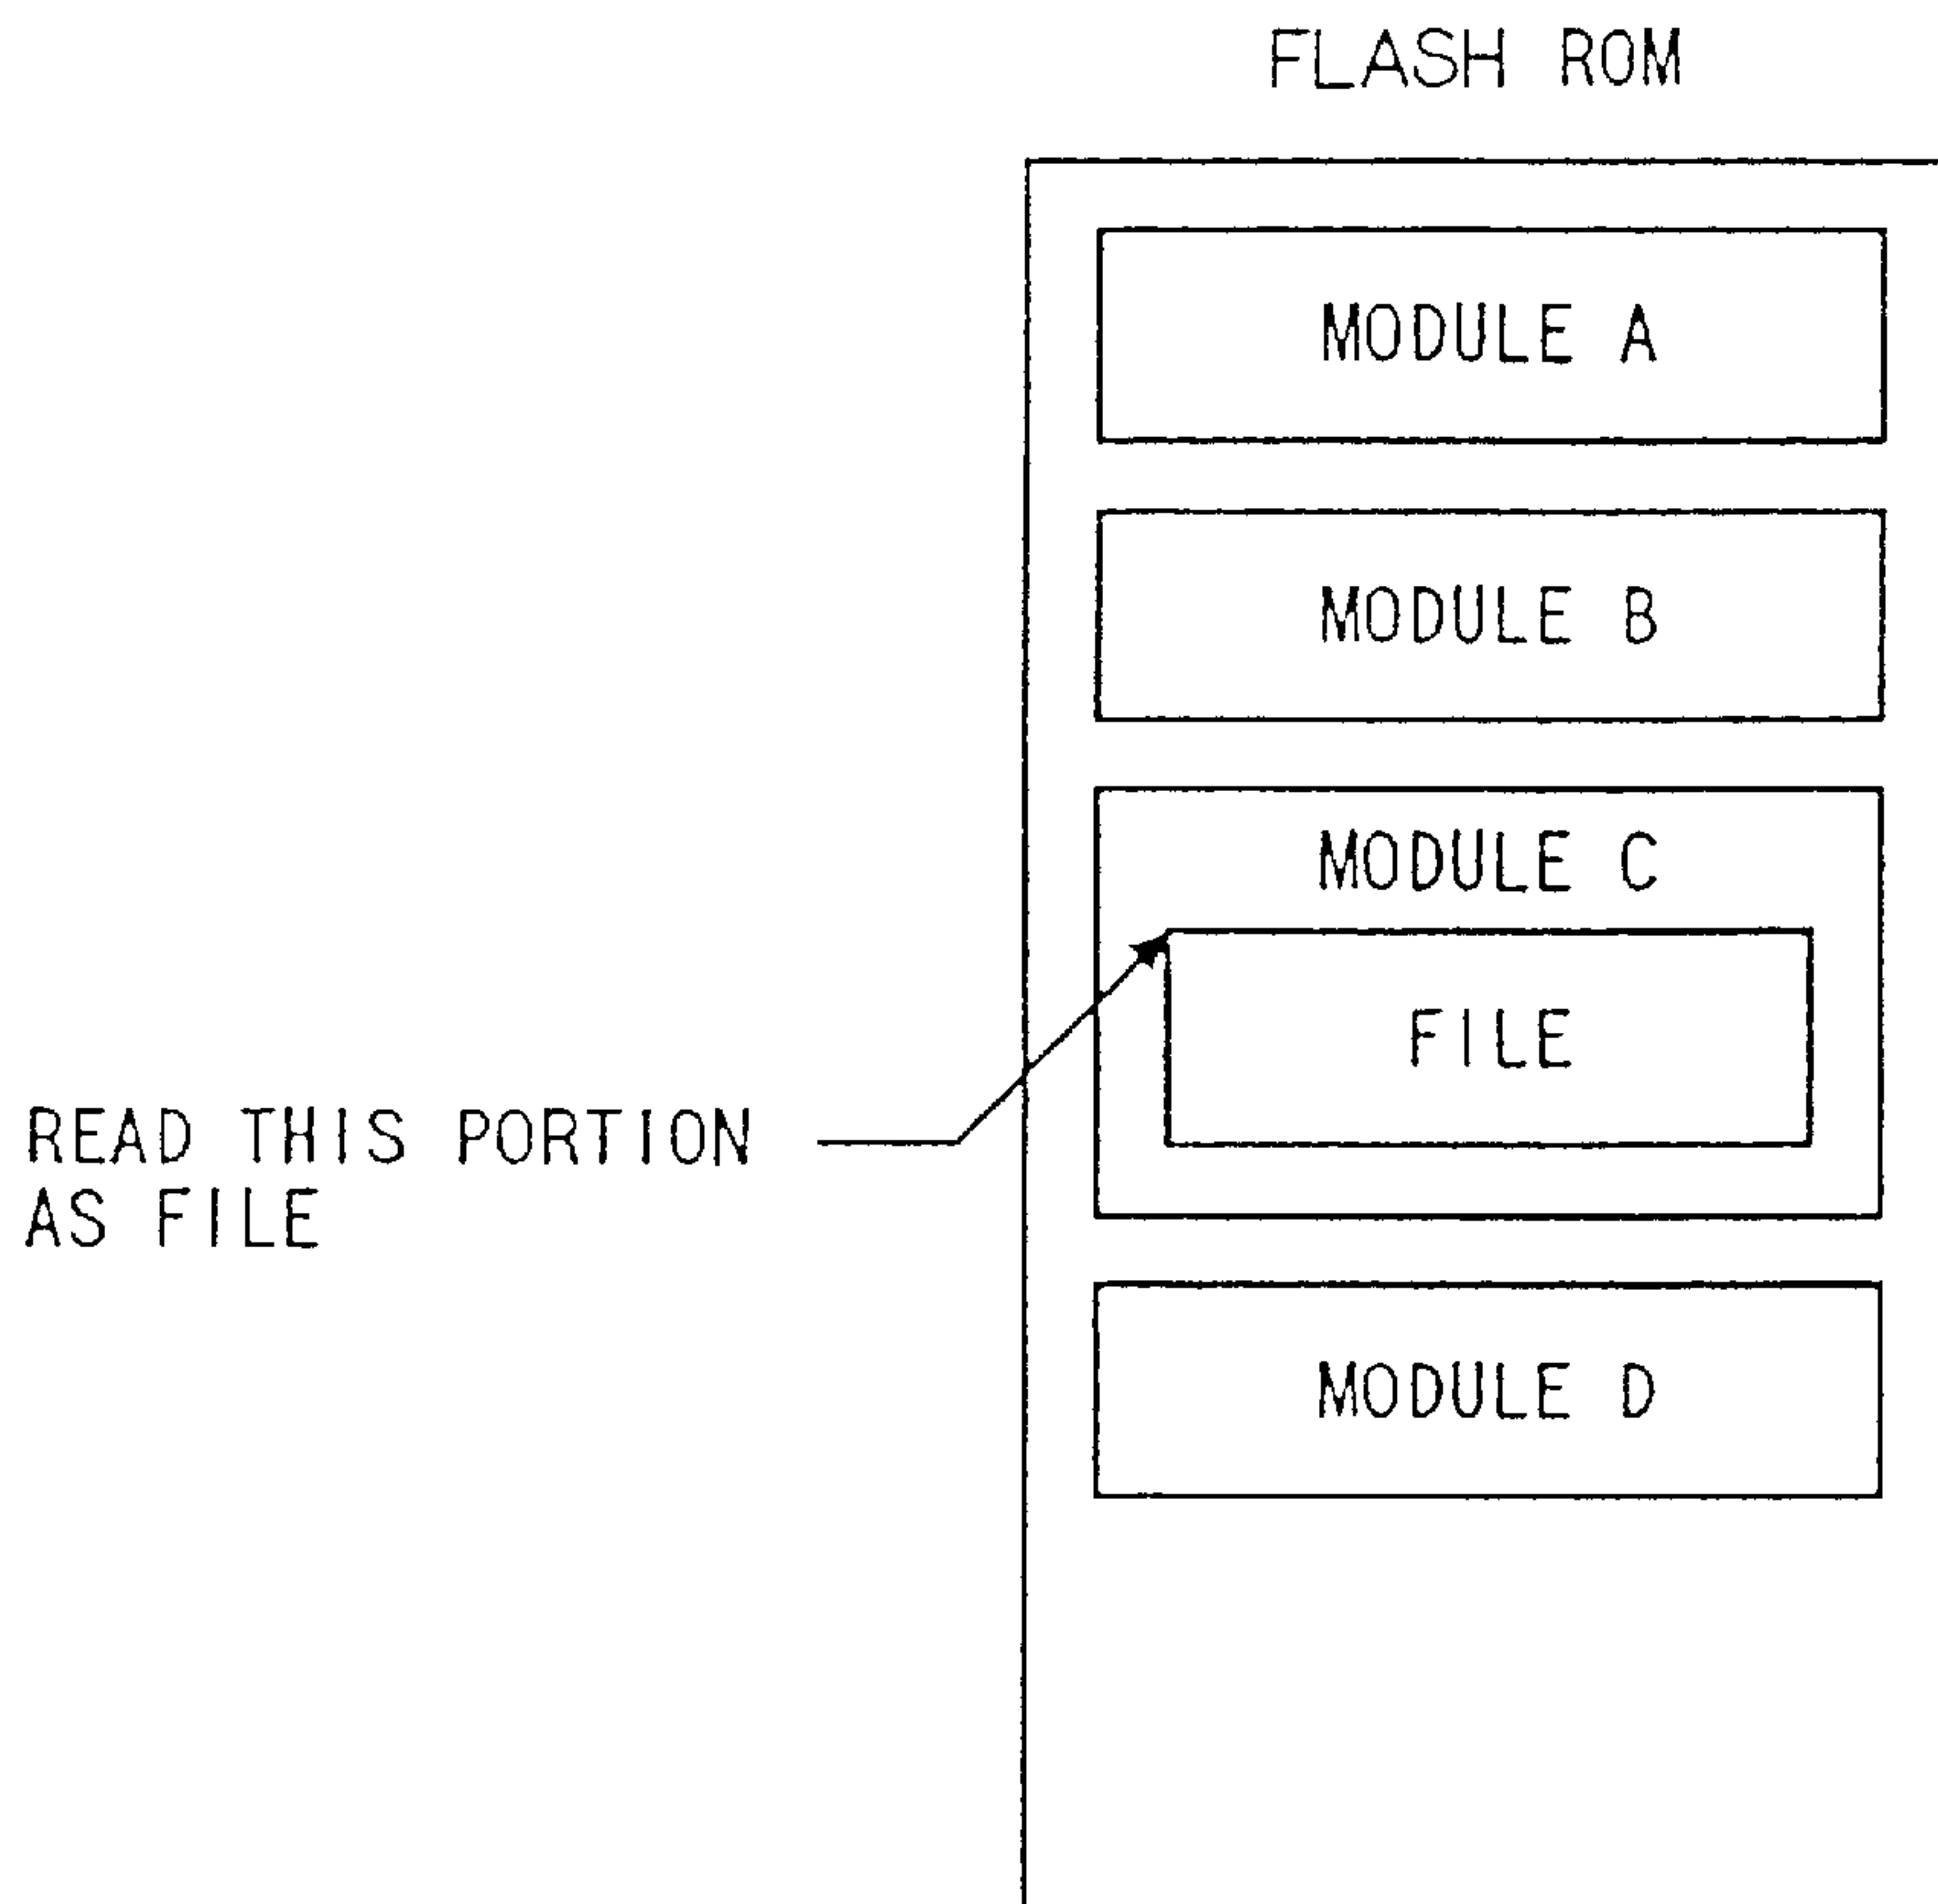 FLASH ROM
MODULE A
MODULE B
MODULE C
FILE
READ THIS PORTION
AS FILE
MODULE D